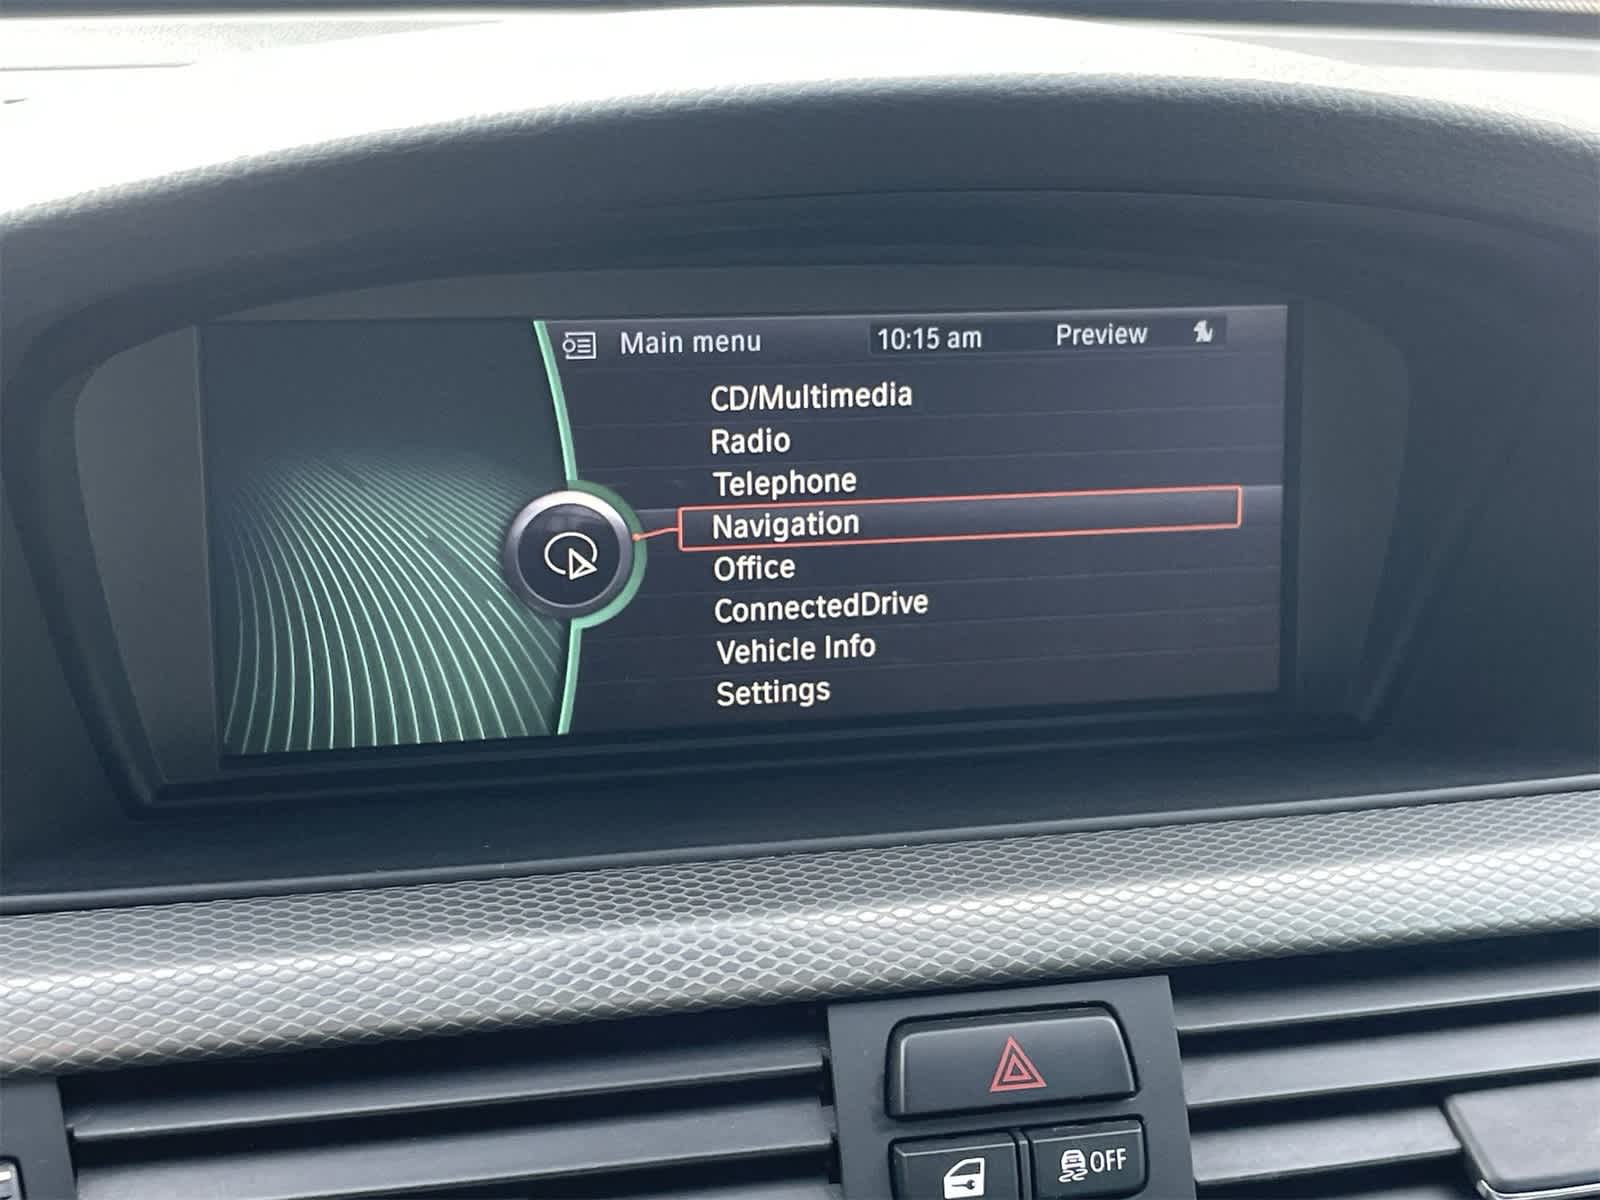 Main menu 10:15 am Preview
CD/Multimedia
Radio
Telephone
Navigation
Office
ConnectedDrive
Vehicle Info
Settings
OFF